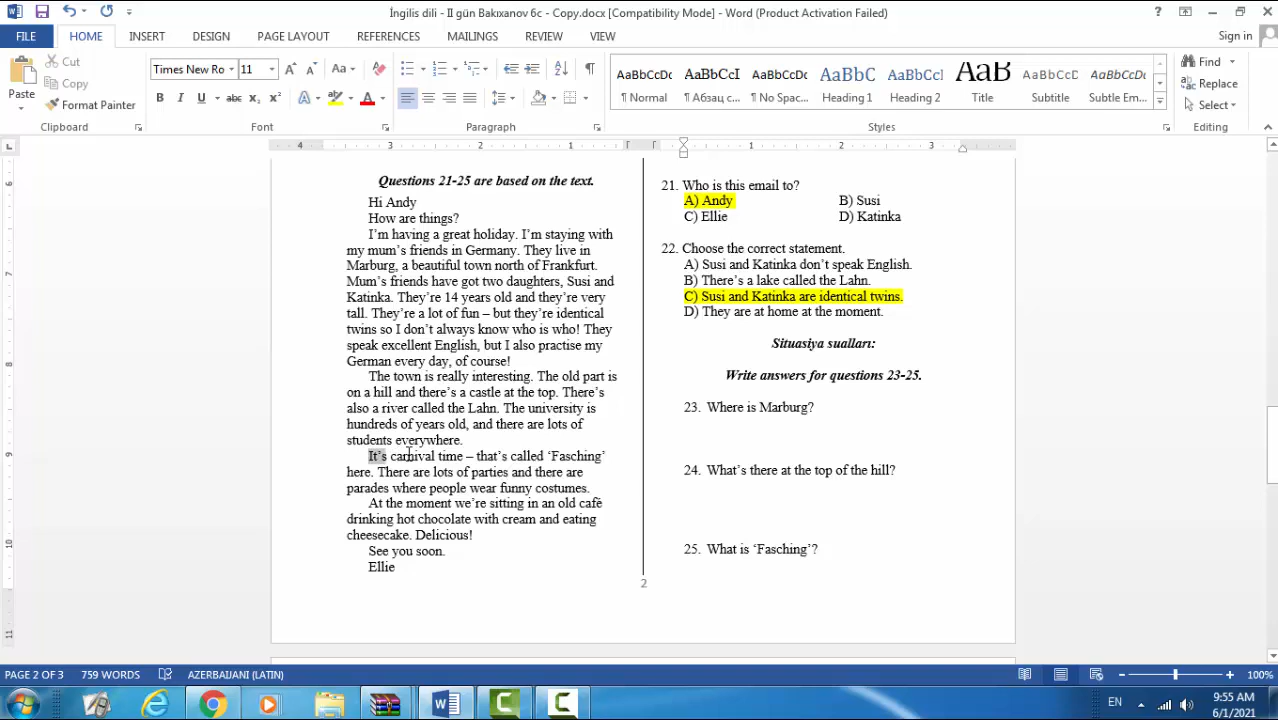 İngilis dili - II gün Bakıxanov 6c - Copy.docx [Compatibility Mode] - Word (Product Activation Failed)
FILE HOME INSERT DESIGN PAGE LAYOUT REFERENCES MAILINGS REVIEW VIEW Sign in
Paste Cut Copy Format Painter
Times New Ro 11
AaBbCcDc AaBbCcI AaBbCcDc AaBbC AaBbCcI AaB AaBbCcDc AaBbCcDc
¶ Normal ¶ Абзац с... ¶ No Spac... Heading 1 Heading 2 Title Subtitle Subtle Em...
Find Replace Select
Clipboard Font Paragraph Styles Editing
Questions 21-25 are based on the text.
Hi Andy
How are things?
I'm having a great holiday. I'm staying with
my mum's friends in Germany. They live in
Marburg, a beautiful town north of Frankfurt.
Mum's friends have got two daughters, Susi and
Katinka. They're 14 years old and they're very
tall. They're a lot of fun – but they're identical
twins so I don't always know who is who! They
speak excellent English, but I also practise my
German every day, of course!
The town is really interesting. The old part is
on a hill and there's a castle at the top. There's
also a river called the Lahn. The university is
hundreds of years old, and there are lots of
students everywhere.
It's carnival time – that's called ‘Fasching’
here. There are lots of parties and there are
parades where people wear funny costumes.
At the moment we're sitting in an old café
drinking hot chocolate with cream and eating
cheesecake. Delicious!
See you soon.
Ellie
21. Who is this email to?
A) Andy B) Susi
C) Ellie D) Katinka
22. Choose the correct statement.
A) Susi and Katinka don't speak English.
B) There's a lake called the Lahn.
C) Susi and Katinka are identical twins.
D) They are at home at the moment.
Situasiya sualları:
Write answers for questions 23-25.
23. Where is Marburg?
24. What's there at the top of the hill?
25. What is ‘Fasching’?
2
PAGE 2 OF 3 759 WORDS AZERBAIJANI (LATIN) 100%
EN 9:55 AM
6/1/2021